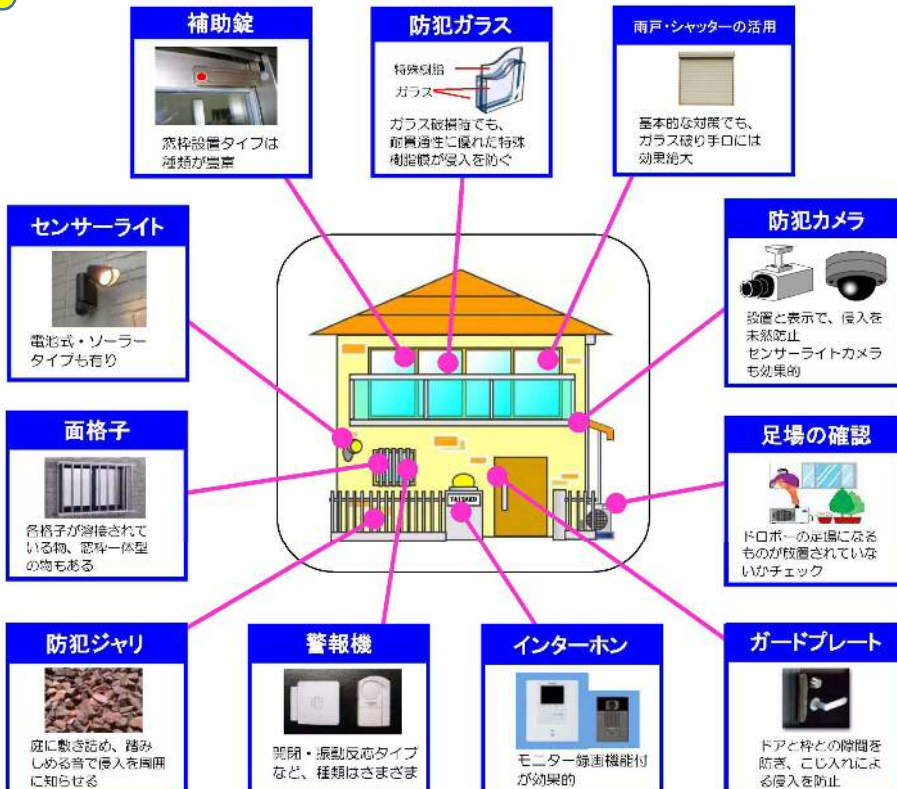 補助錠
窓枠設置タイプは
種類が豊富
防犯ガラス
特殊樹脂
ガラス
ガラス破損時でも、
耐貫通性に優れた特殊
樹脂膜が侵入を防ぐ
雨戸・シャッターの活用
基本的な対策でも、
ガラス破り手口には
効果絶大
センサーライト
電池式・ソーラー
タイプも有り
防犯カメラ
設置と表示で、侵入を
未然防止
センサーライトカメラ
も効果的
面格子
各格子が溶接されて
いる物、窓枠一体型
の物もある
TAISAKU
足場の確認
ドロボーの足場になる
ものが放置されていな
いかチェック
防犯ジャリ
庭に敷き詰め、踏み
しめる音で侵入を周囲
に知らせる
警報機
開閉・振動反応タイプ
など、種類はさまざま
インターホン
モニター録画機能付
が効果的
ガードプレート
ドアと枠との隙間を
防ぎ、こじ入れによ
る侵入を防止